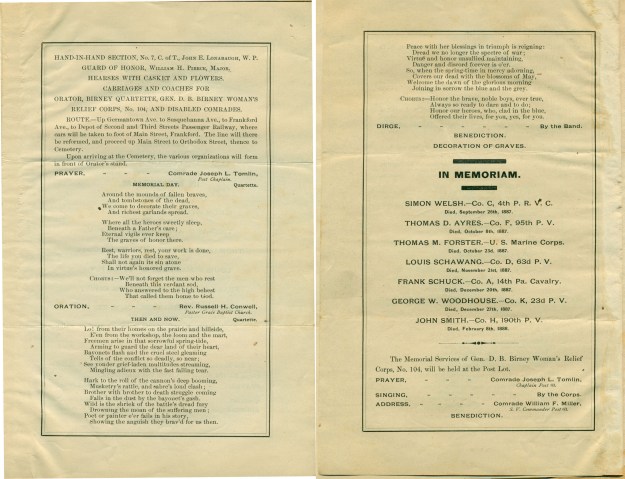 HAND-IN-HAND SECTION, No. 7, C. of T., John E. Lonabaugh, W. P.
GUARD OF HONOR, William H. Pierce, Major,
HEARSES WITH CASKET AND FLOWERS,
CARRIAGES AND COACHES FOR
ORATOR, BIRNEY QUARTETTE, GEN. D. B. BIRNEY WOMAN'S
RELIEF CORPS, No. 104, AND DISABLED COMRADES.
ROUTE.—Up Germantown Ave. to Susquehanna Ave., to Frankford
Ave., to Depot of Second and Third Streets Passenger Railway, where
cars will be taken to foot of Main Street, Frankford. The line will there
be reformed, and proceed up Main Street to Orthodox Street, thence to
Cemetery.
Upon arriving at the Cemetery, the various organizations will form
in front of Orator's stand.
PRAYER, - - - - Comrade Joseph L. Tomlin,
Post Chaplain.
MEMORIAL DAY. Quartette.
Around the mounds of fallen braves,
And tombstones of the dead,
We come to decorate their graves,
And richest garlands spread.
Where all the heroes sweetly sleep,
Beneath a Father's care;
Eternal vigils ever keep
The graves of honor there.
Rest, warriors, rest, your work is done,
The life you died to save,
Shall not again its sin atone
In virtue's honored grave.
Chorus:—We'll not forget the men who rest
Beneath this verdant sod,
Who answered to the high behest
That called them home to God.
ORATION, - - - - Rev. Russell H. Conwell,
Pastor Grace Baptist Church.
THEN AND NOW. Quartette.
Lo! from their homes on the prairie and hillside,
E'en from the workshop, the loom and the mart,
Freemen arise in that sorrowful spring-tide,
Arming to guard the dear land of their heart,
Bayonets flash and the cruel steel gleaming
Tells of the conflict so deadly, so near;
See yonder grief-laden multitudes streaming,
Mingling adieus with the fast falling tear.
Hark to the roll of the cannon's deep booming,
Musketry's rattle, and saber's loud clash;
Brother with brother to death struggle coming
Falls in the dust by the bayonet's gash.
Wild is the shriek of the battle's dread fury
Drowning the moan of the suffering men;
Poet or painter e'er fails in his story,
Showing the anguish they brav'd for us then.
Peace with her blessings in triumph is reigning:
Dread we no longer the spectre of war;
Virtue and honor unsullied maintaining,
Danger and discord forever is o'er.
So, when the spring-time in mercy adorning,
Covers our dead with the blossoms of May,
Welcome the dawn of the glorious morning
Joining to sorrow the blue and the grey.
Chorus:—Honor the brave, noble boys, ever true,
Always so ready to dare and to do;
Honor our heroes, who, clad in the blue,
Offered their lives, for you, yes, for you.
DIRGE, - - - - By the Band.
BENEDICTION.
DECORATION OF GRAVES.
IN MEMORIAM.
SIMON WELSH.—Co. C, 4th P. R. V. C.
Died, September 25th, 1887.
THOMAS D. AYRES.—Co. F, 95th P. V.
Died, October 8th, 1887.
THOMAS M. FORSTER.—U. S. Marine Corps.
Died, October 23d, 1887.
LOUIS SCHAWANG.—Co. D, 63d P. V.
Died, November 21st, 1887.
FRANK SCHUCK.—Co. A, 14th Pa. Cavalry.
Died, December 20th, 1887.
GEORGE W. WOODHOUSE.—Co. K, 23d P. V.
Died, December 27th, 1887.
JOHN SMITH.—Co. H, 190th P. V.
Died, February 9th, 1888.
The Memorial Services of Gen. D. B. Birney Woman's Relief
Corps, No. 104, will be held at the Post Lot.
PRAYER, - - - - Comrade Joseph L. Tomlin,
Chaplain Post 63.
SINGING, - - - - By the Corps.
ADDRESS, - - - - Comrade William F. Miller,
S. V. Commander Post 63.
BENEDICTION.